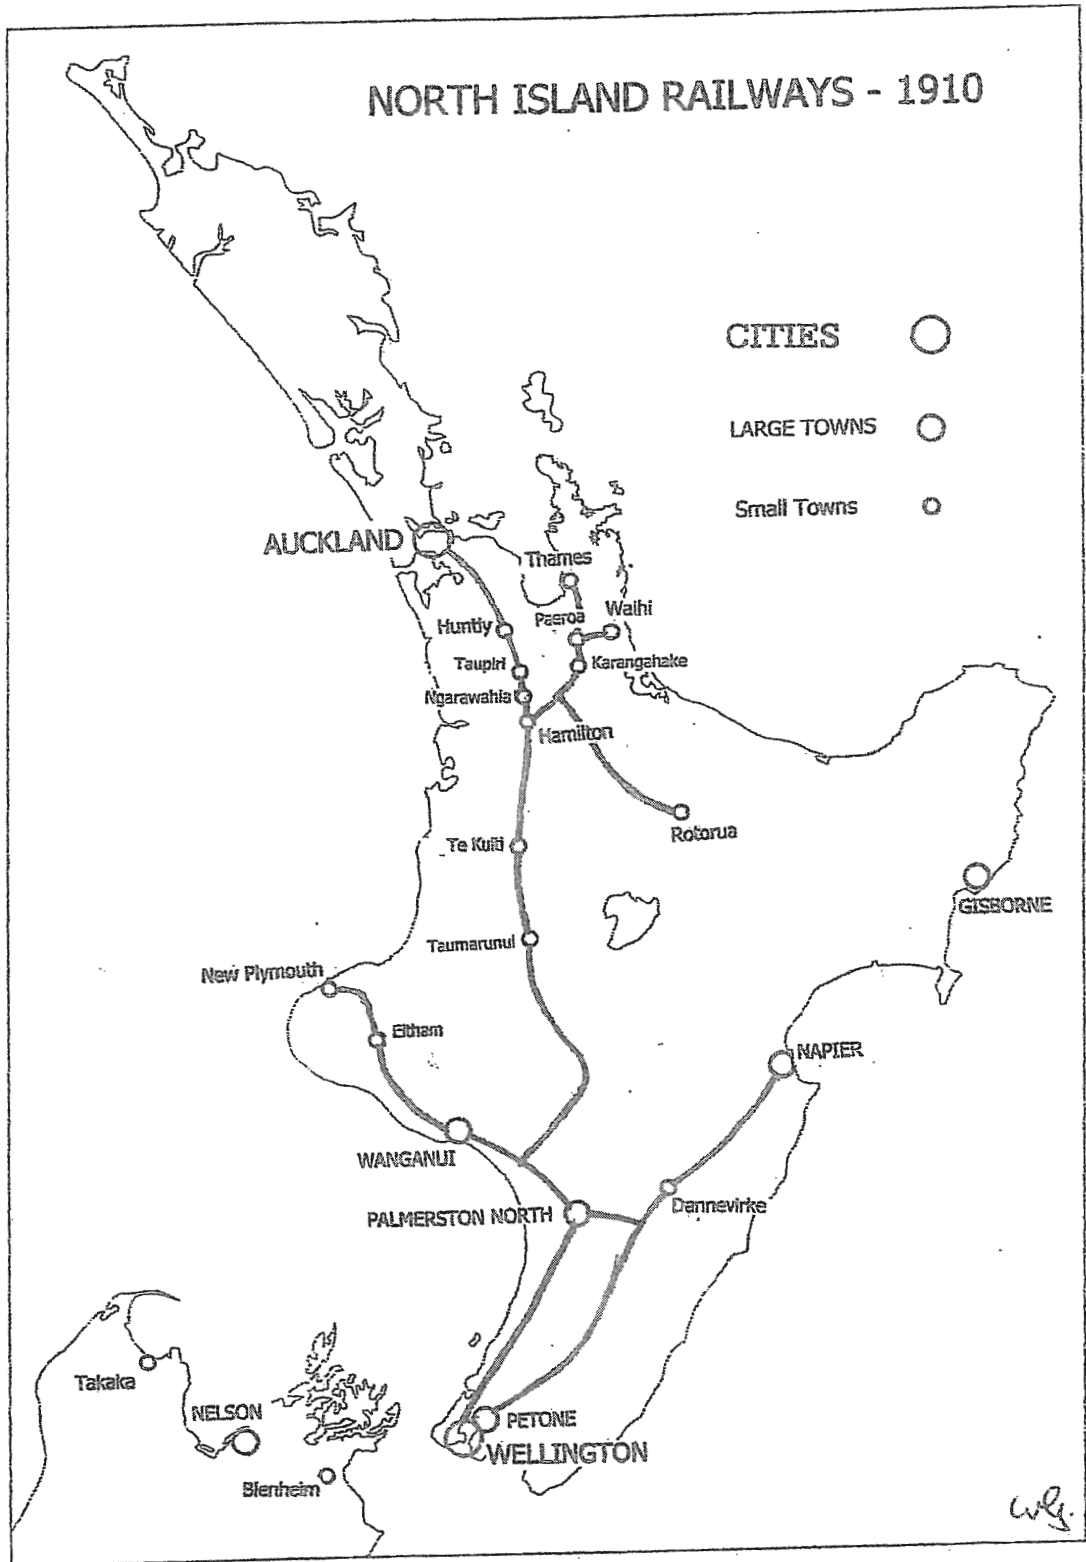 NORTH ISLAND RAILWAYS - 1910
CITIES
LARGE TOWNS
Small Towns
AUCKLAND
Thames
Paeroa
Waihi
Huntly
Taupiri
Karangahake
Ngarawahia
Hamilton
Te Kuiti
Rotorua
GISBORNE
Taumarunui
New Plymouth
Eltham
NAPIER
WANGANUI
Dannevirke
PALMERSTON NORTH
Takaka
NELSON
PETONE
WELLINGTON
Blenheim